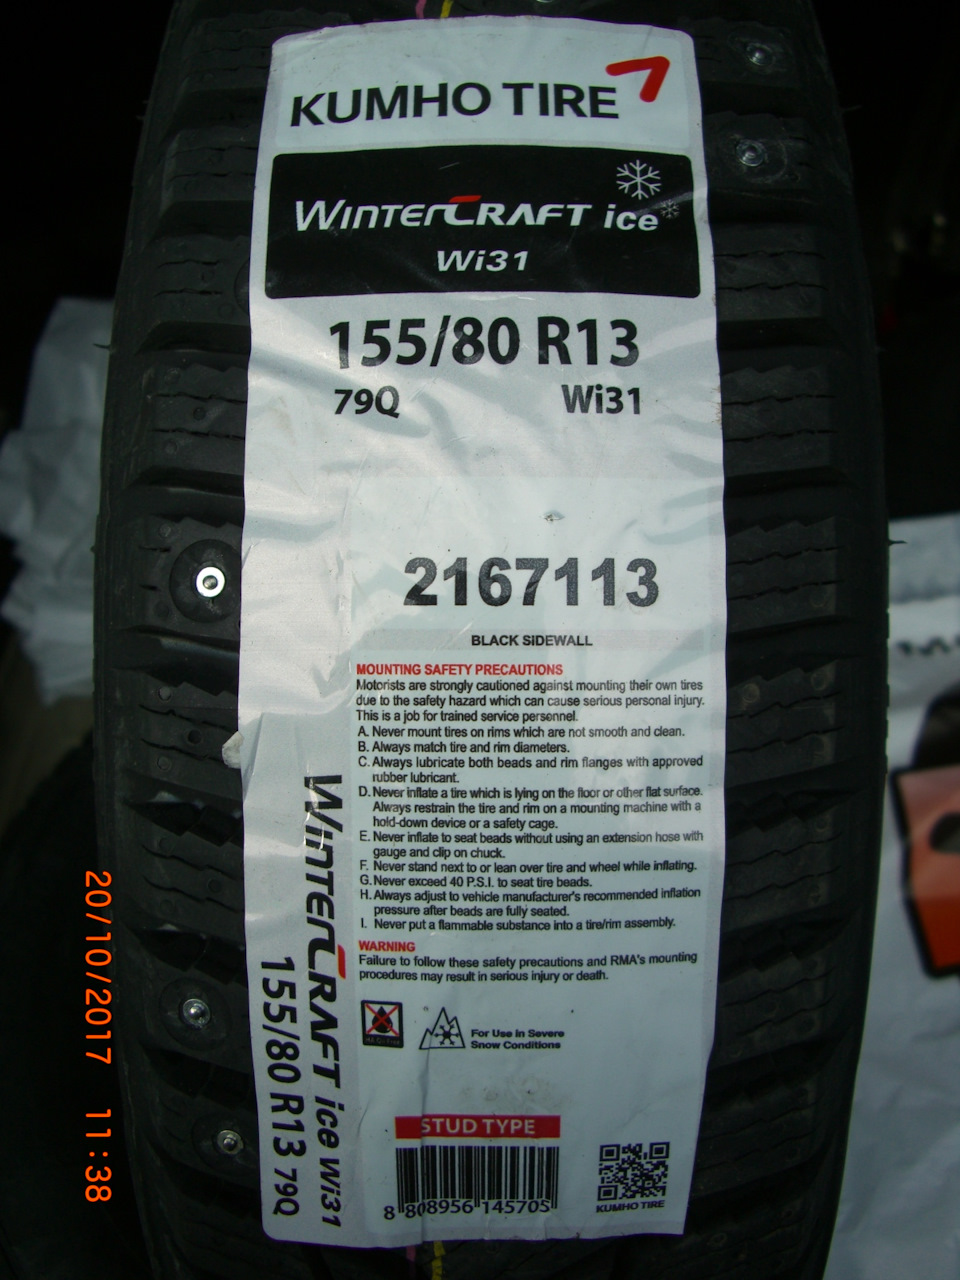 KUMHO TIRE
WINTERCRAFT ice
Wi31
155/80 R13
79Q Wi31
2167113
BLACK SIDEWALL
MOUNTING SAFETY PRECAUTIONS
Motorists are strongly cautioned against mounting their own tires
due to the safety hazard which can cause serious personal injury.
This is a job for trained service personnel.
A. Never mount tires on rims which are not smooth and clean.
B. Always match tire and rim diameters.
C. Always lubricate both beads and rim flanges with approved
rubber lubricant.
D. Never inflate a tire which is lying on the floor or other flat surface.
Always restrain the tire and rim on a mounting machine with a
hold-down device or a safety cage.
E. Never inflate to seat beads without using an extension hose with
gauge and clip on chuck.
F. Never stand next to or lean over tire and wheel while inflating.
G. Never exceed 40 P.S.I. to seat tire beads.
H. Always adjust to vehicle manufacturer's recommended inflation
pressure after beads are fully seated.
I. Never put a flammable substance into a tire/rim assembly.
WARNING
Failure to follow these safety precautions and RMA's mounting
procedures may result in serious injury or death.
For Use in Severe
Snow Conditions
STUD TYPE
8 808956 145705
KUMHO TIRE
WINTERCRAFT ice Wi31
155/80 R13 79Q
20/10/2017 11:38